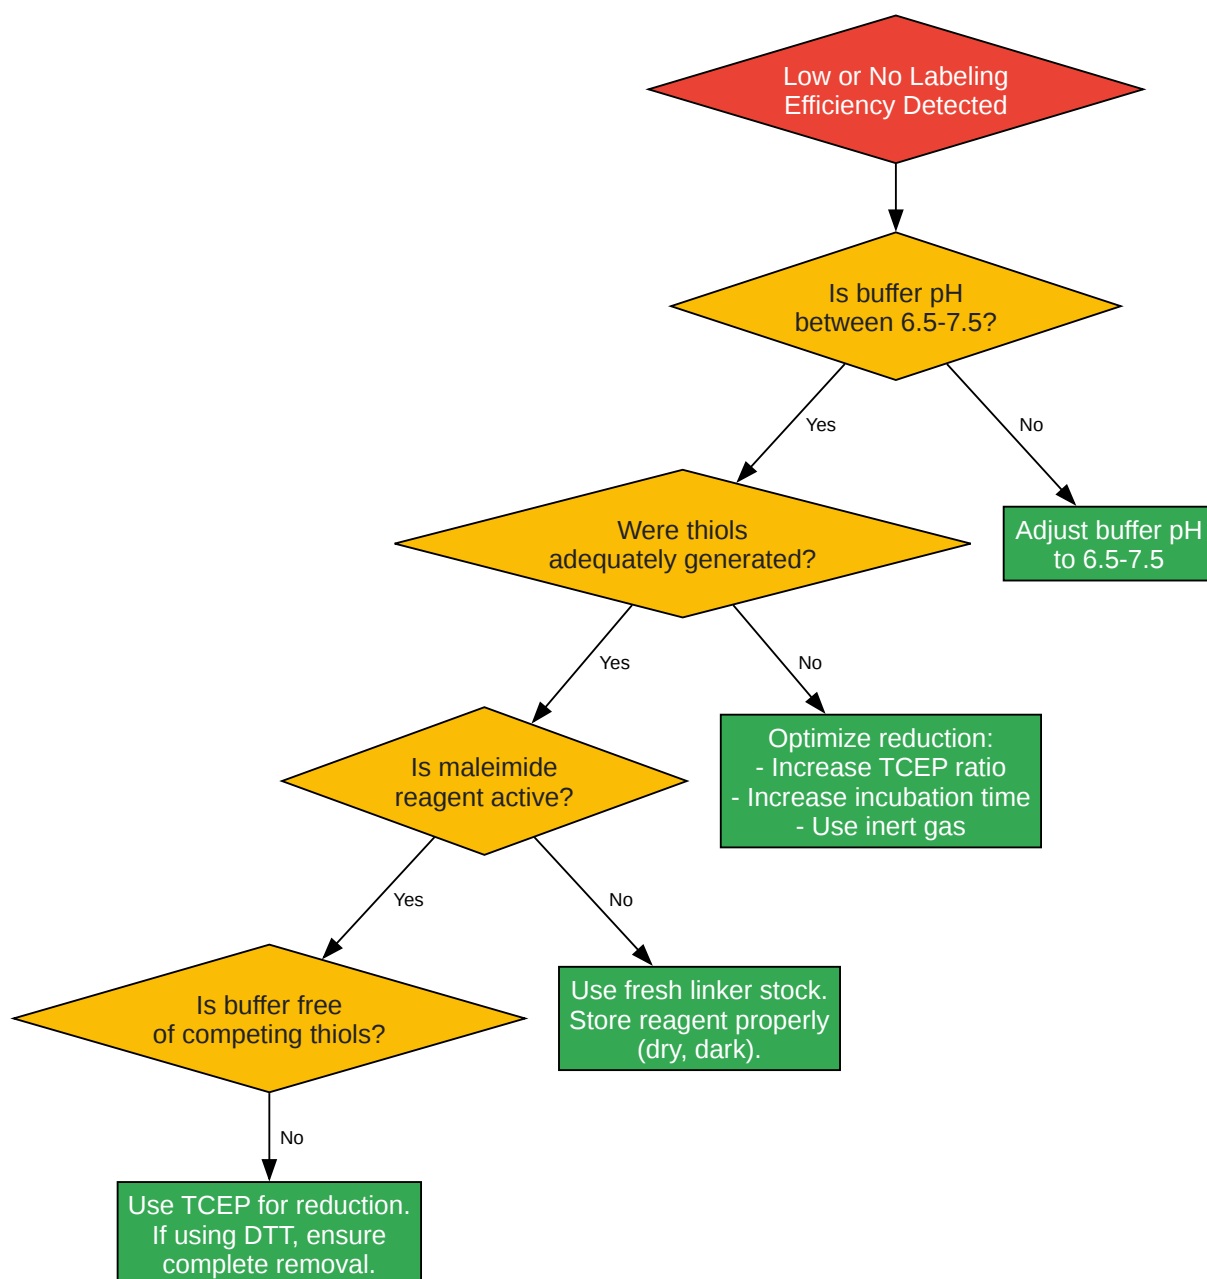 Low or No Labeling
Efficiency Detected
Is buffer pH
between 6.5-7.5?
Yes
No
Were thiols
adequately generated?
Adjust buffer pH
to 6.5-7.5
Yes
No
Is maleimide
reagent active?
Optimize reduction:
- Increase TCEP ratio
- Increase incubation time
- Use inert gas
Yes
No
Is buffer free
of competing thiols?
Use fresh linker stock.
Store reagent properly
(dry, dark).
No
Use TCEP for reduction.
If using DTT, ensure
complete removal.